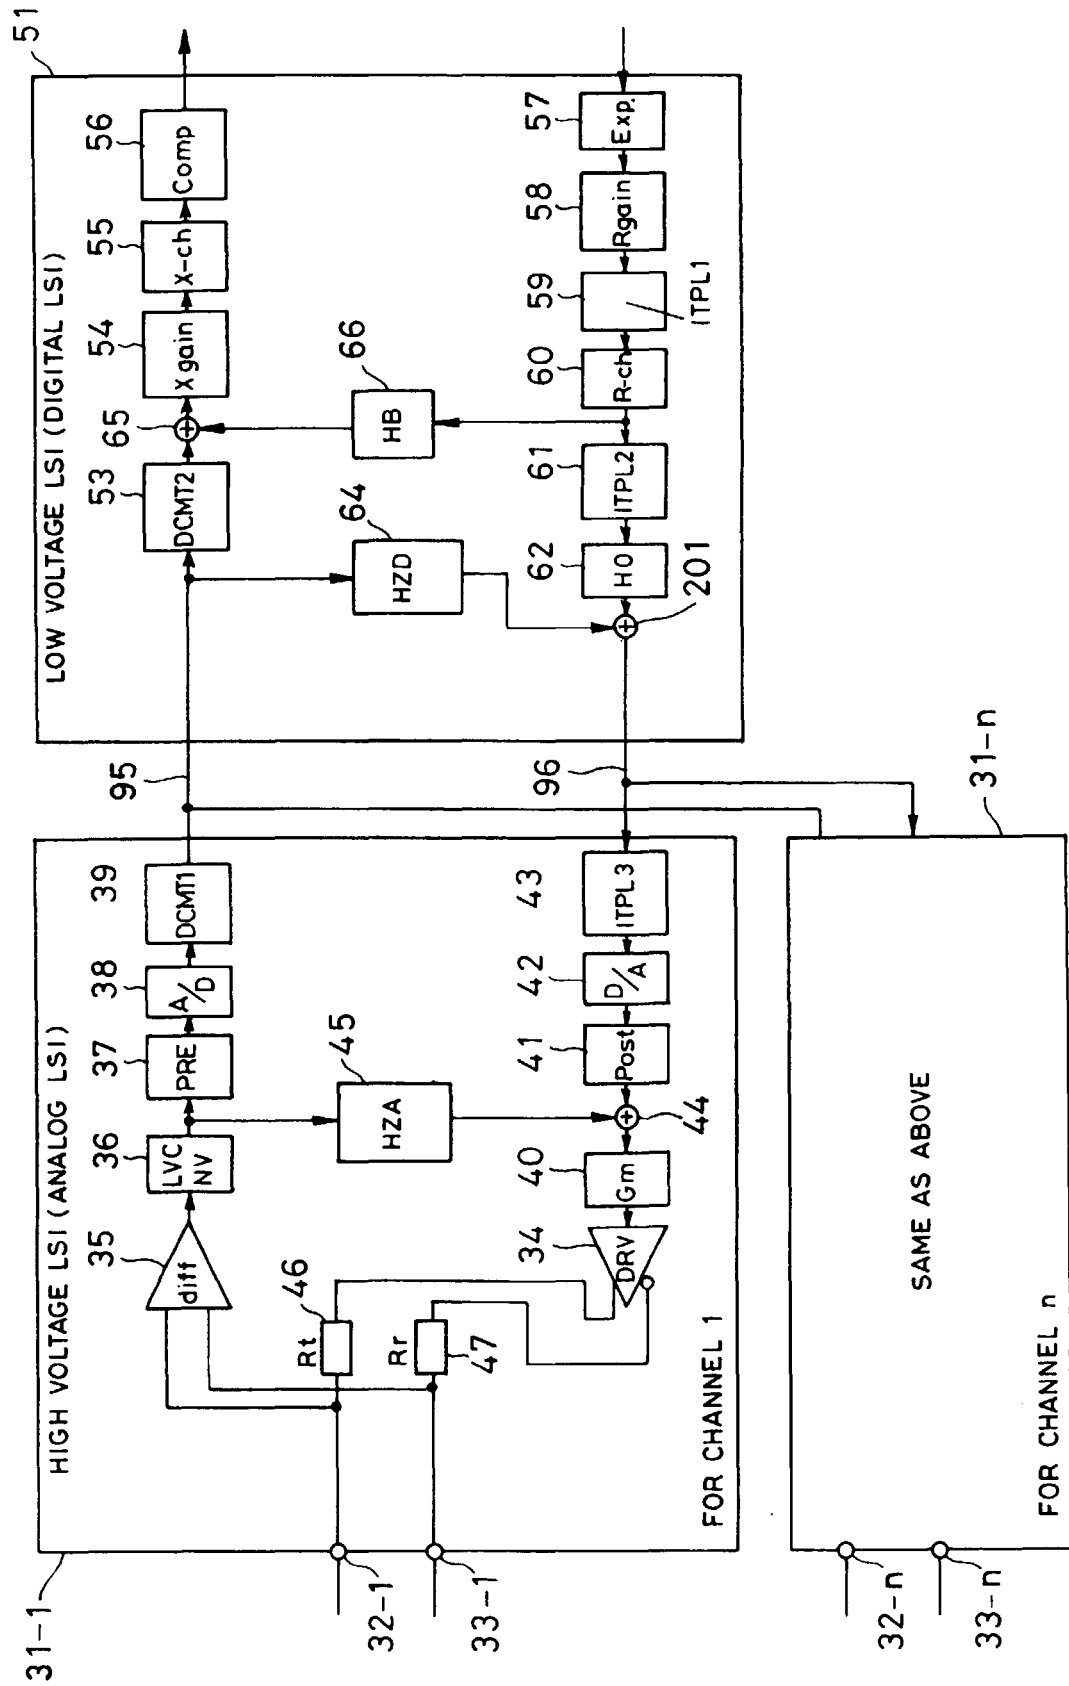 31-1
HIGH VOLTAGE LSI (ANALOG LSI)
35
diff
36
LVC
NV
37
PRE
38
A/D
39
DCMT1
45
HZA
46
Rt
Rr
47
34
DRV
40
Gm
44
41
Post
42
D/A
43
ITPL3
FOR CHANNEL 1
32-1
33-1
95
96
LOW VOLTAGE LSI (DIGITAL LSI)
51
53
DCMT2
65
54
Xgain
55
X-ch
56
Comp
64
HZD
66
HB
201
62
H0
61
ITPL2
60
R-ch
59
ITPL1
58
Rgain
57
Exp.
31-n
SAME AS ABOVE
FOR CHANNEL n
32-n
33-n